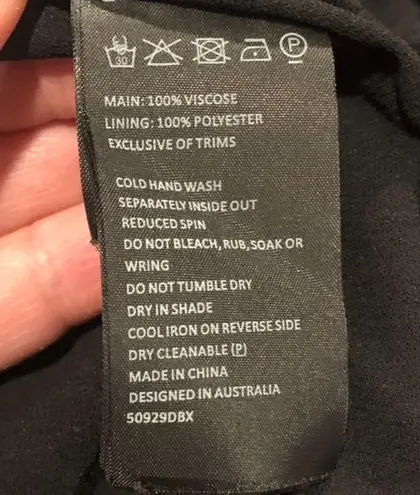 30 P
MAIN: 100% VISCOSE
LINING: 100% POLYESTER
EXCLUSIVE OF TRIMS
COLD HAND WASH
SEPARATELY INSIDE OUT
REDUCED SPIN
DO NOT BLEACH, RUB, SOAK OR
WRING
DO NOT TUMBLE DRY
DRY IN SHADE
COOL IRON ON REVERSE SIDE
DRY CLEANABLE (P)
MADE IN CHINA
DESIGNED IN AUSTRALIA
50929DBX